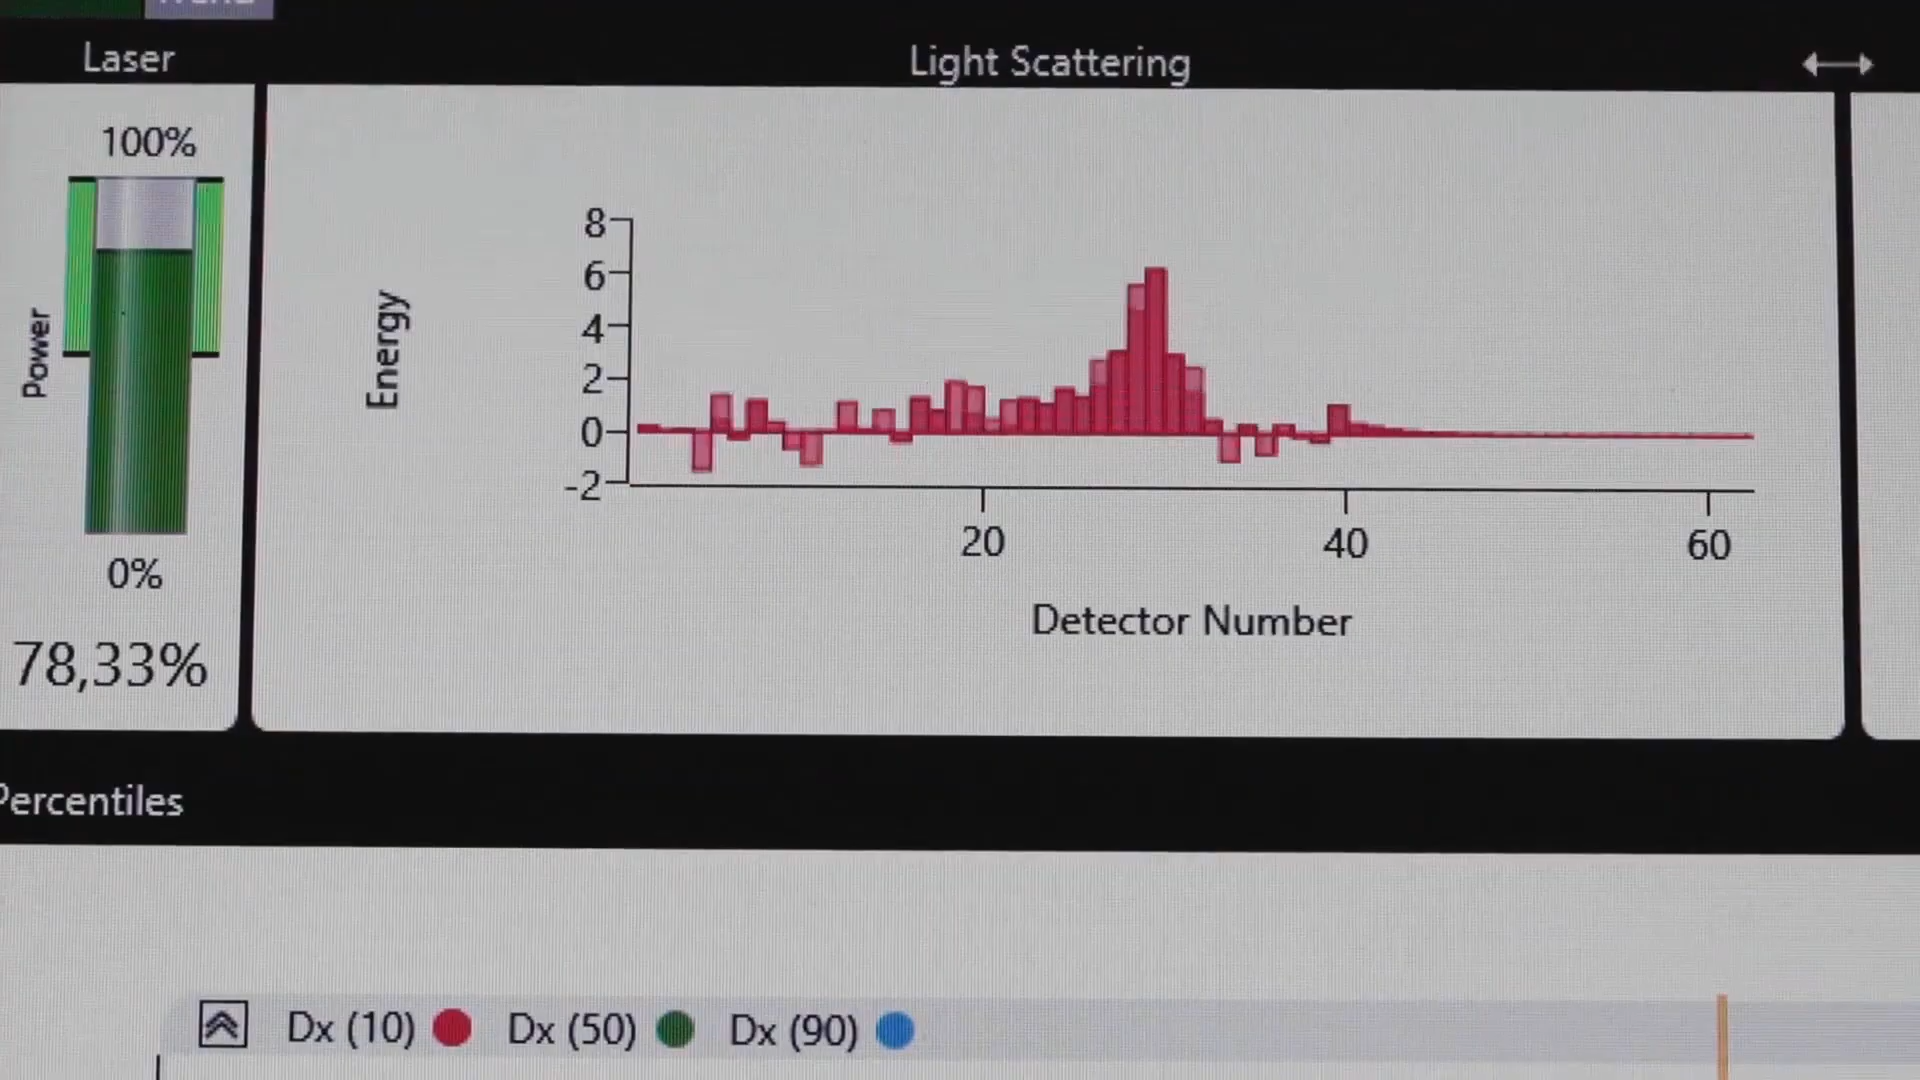 Trend
Laser
Light Scattering
100%
Power
0%
78,33%
Energy
8
6
4
2
0
-2
20
40
60
Detector Number
Percentiles
Dx (10) Dx (50) Dx (90)